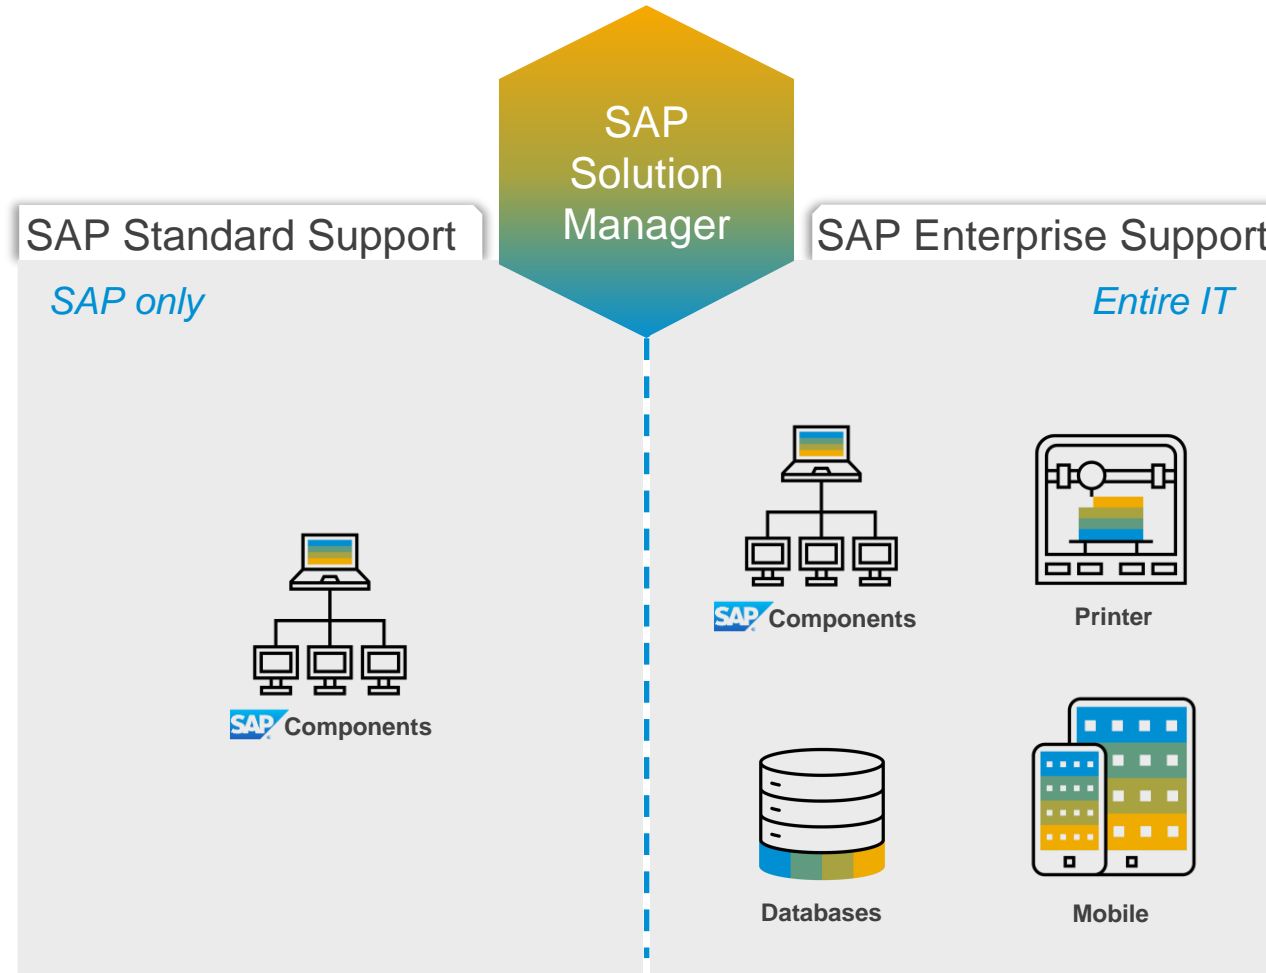 SAP
Solution
Manager
SAP Standard Support
SAP Enterprise Support
SAP only
Entire IT
SAP Components
SAP Components
Printer
Databases
Mobile